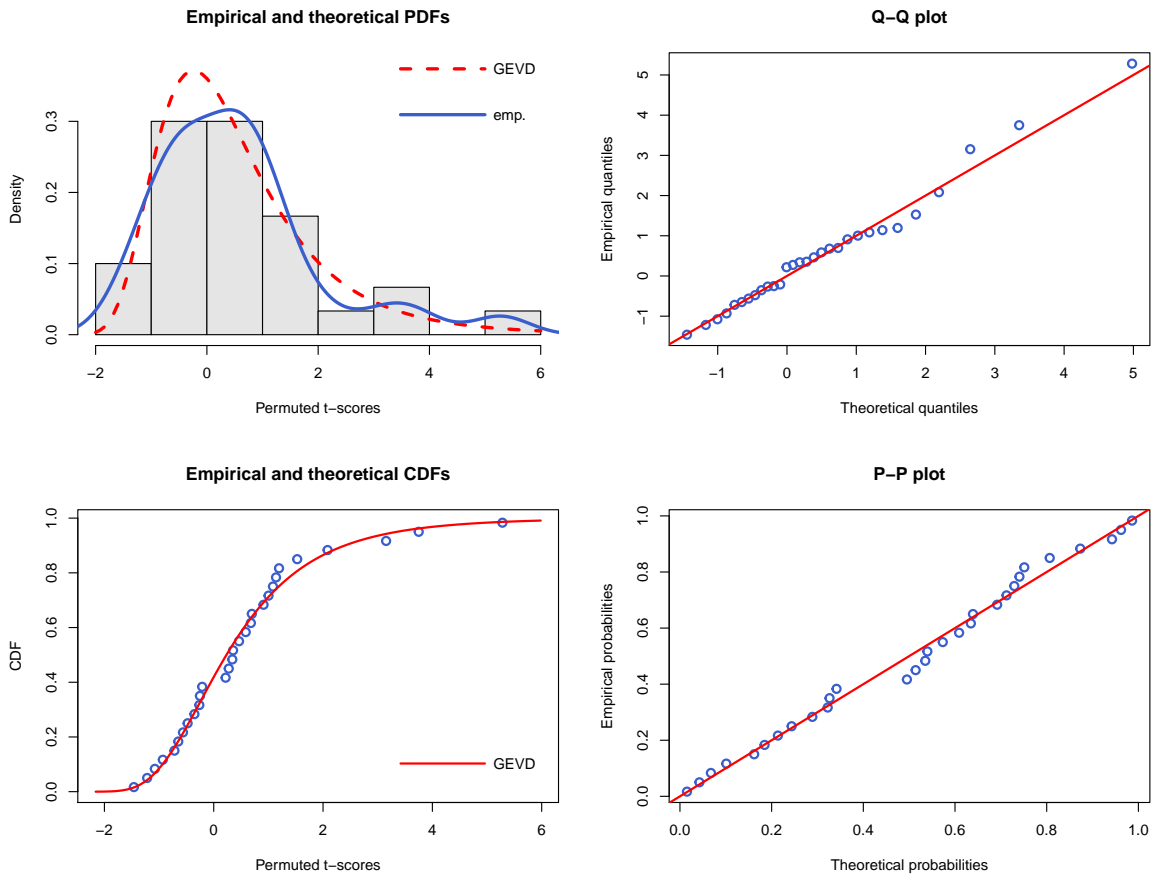 Empirical and theoretical PDFs
GEVD
emp.
Density
0.0 0.1 0.2 0.3
−2 0 2 4 6
Permuted t−scores
Q−Q plot
Empirical quantiles
−1 0 1 2 3 4 5
−1 0 1 2 3 4 5
Theoretical quantiles
Empirical and theoretical CDFs
CDF
0.0 0.2 0.4 0.6 0.8 1.0
GEVD
−2 0 2 4 6
Permuted t−scores
P−P plot
Empirical probabilities
0.0 0.2 0.4 0.6 0.8 1.0
0.0 0.2 0.4 0.6 0.8 1.0
Theoretical probabilities